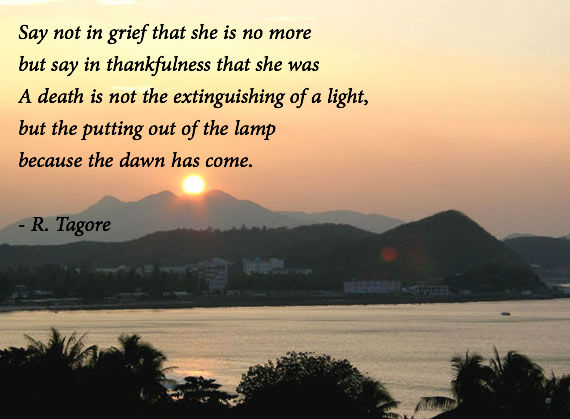 Say not in grief that she is no more
but say in thankfulness that she was
A death is not the extinguishing of a light,
but the putting out of the lamp
because the dawn has come.
- R. Tagore